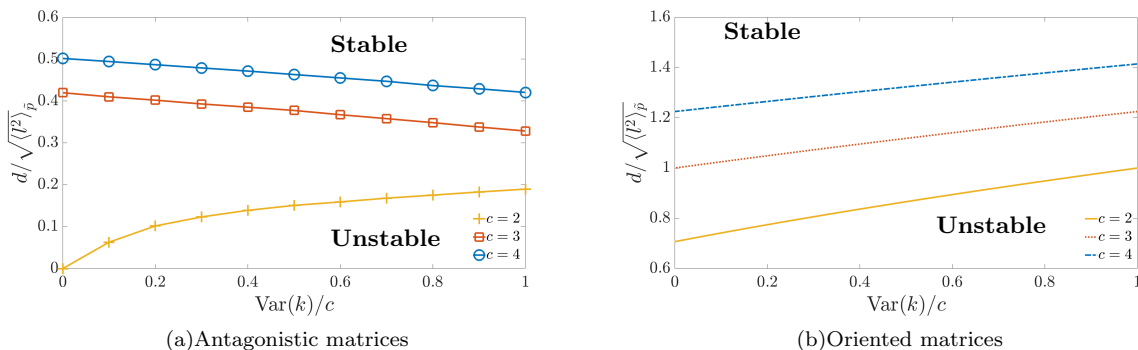 0.6
0.5
0.4
0.3
0.2
0.1
0
0
0.2
0.4
0.6
0.8
1
d/√⟨l²⟩_p̃
Var(k)/c
Stable
Unstable
c = 2
c = 3
c = 4
(a)Antagonistic matrices
1.6
1.4
1.2
1
0.8
0.6
0
0.2
0.4
0.6
0.8
1
d/√⟨l²⟩_p̃
Var(k)/c
Stable
Unstable
c = 2
c = 3
c = 4
(b)Oriented matrices